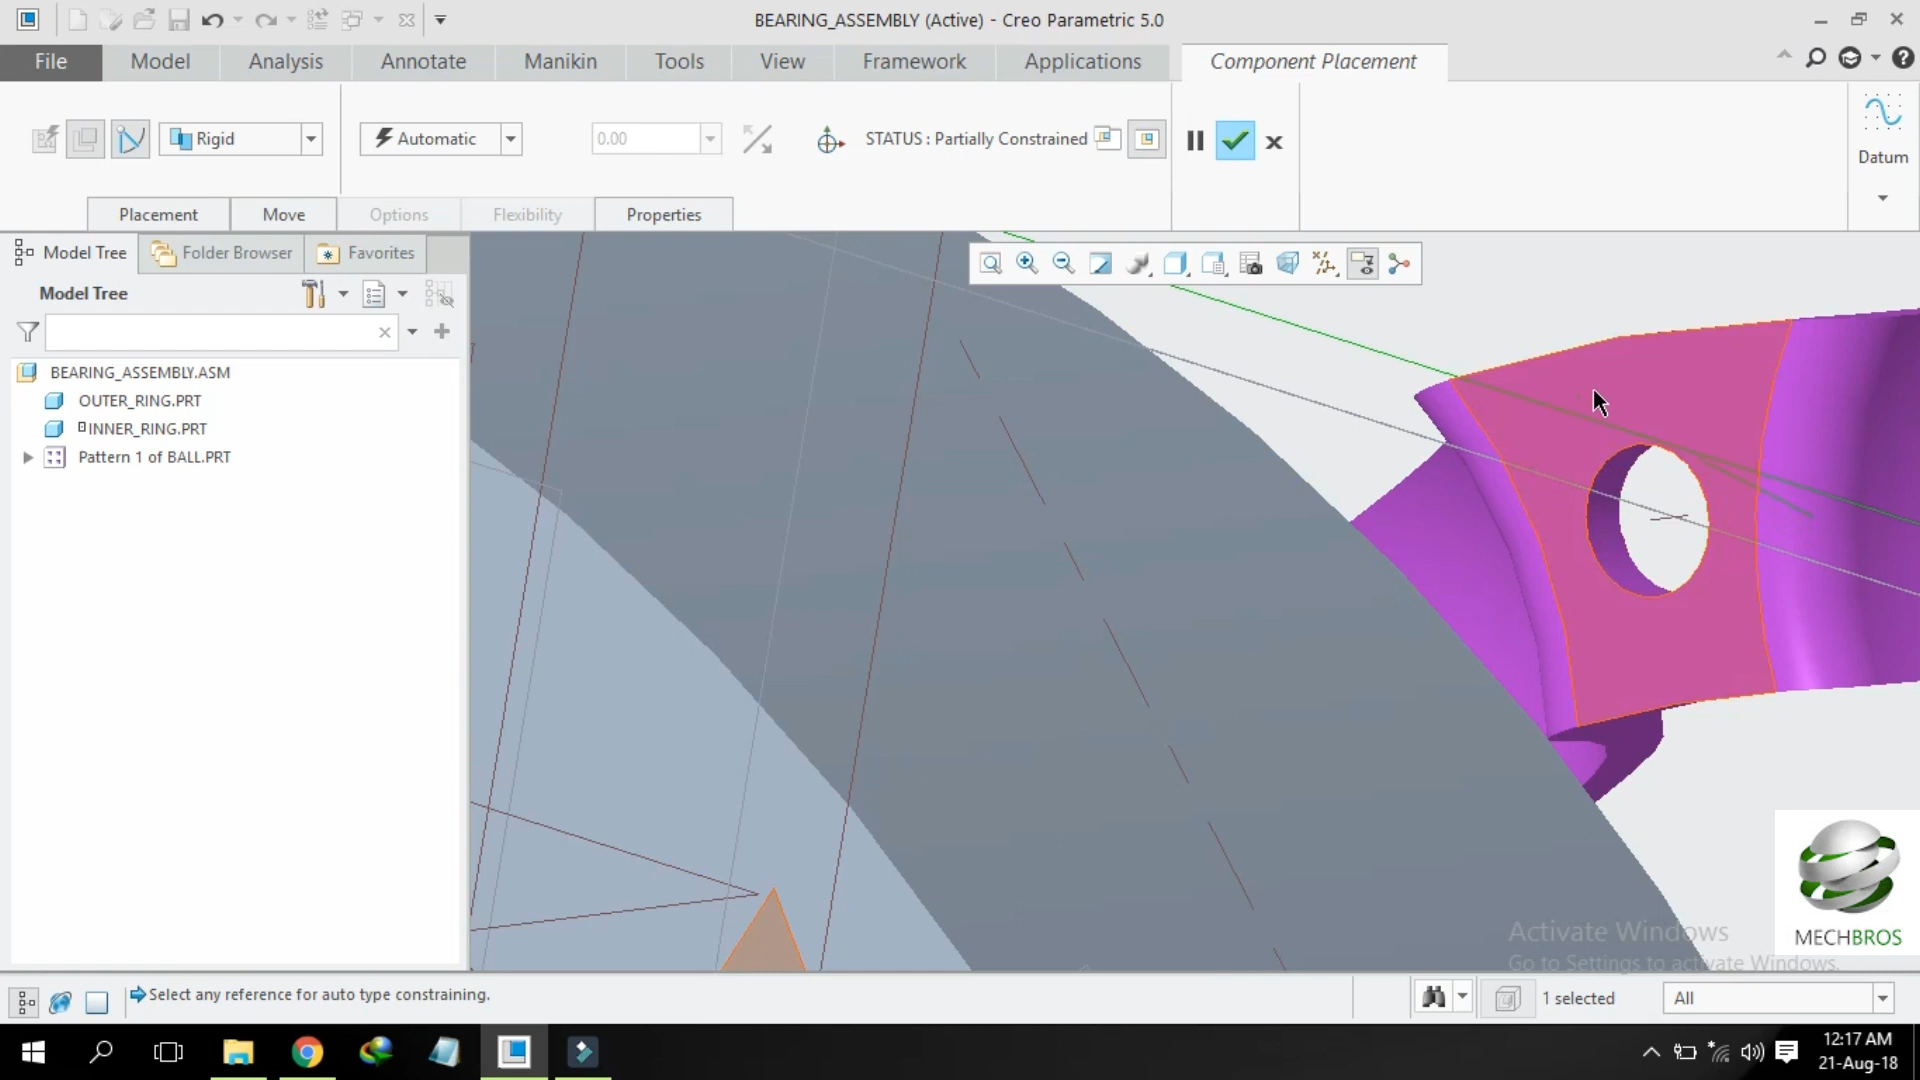 BEARING_ASSEMBLY (Active) - Creo Parametric 5.0
File Model Analysis Annotate Manikin Tools View Framework Applications Component Placement
Rigid Automatic 0.00 STATUS : Partially Constrained
Datum
Placement Move Options Flexibility Properties
Model Tree Folder Browser Favorites
Model Tree
BEARING_ASSEMBLY.ASM
OUTER_RING.PRT
INNER_RING.PRT
Pattern 1 of BALL.PRT
Activate Windows
Go to Settings to activate Windows.
MECHBROS
Select any reference for auto type constraining.
1 selected All
12:17 AM
21-Aug-18